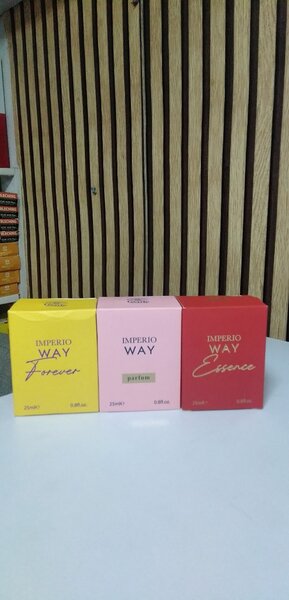 IMPERIO
WAY
Forever
25ml℮ 0.8fl.oz.
IMPERIO
WAY
parfum
25ml℮ 0.8fl.oz.
IMPERIO
WAY
Essence
25ml℮ 0.8fl.oz.